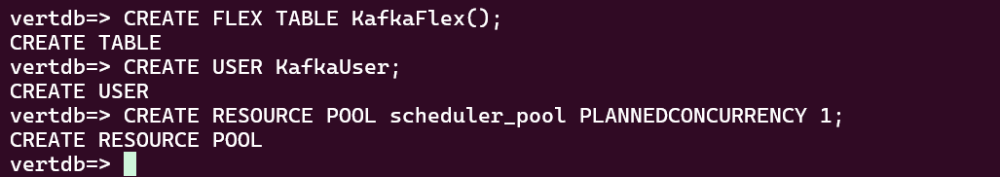 vertdb=> CREATE FLEX TABLE KafkaFlex();
CREATE TABLE
vertdb=> CREATE USER KafkaUser;
CREATE USER
vertdb=> CREATE RESOURCE POOL scheduler_pool PLANNEDCONCURRENCY 1;
CREATE RESOURCE POOL
vertdb=>